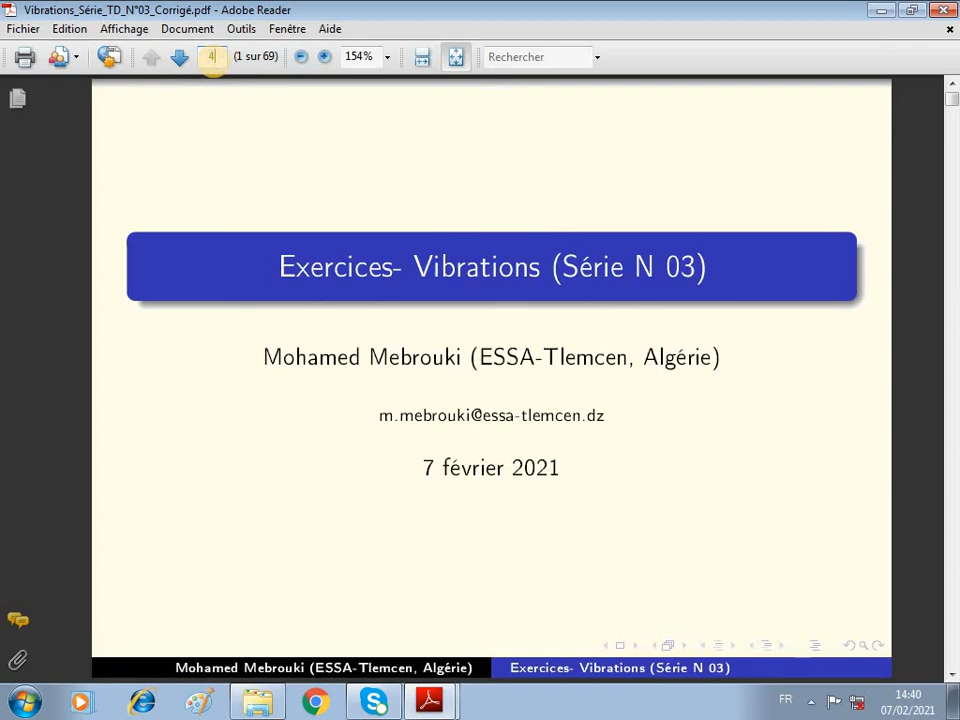 Vibrations_Série_TD_N°03_Corrigé.pdf - Adobe Reader
Fichier Edition Affichage Document Outils Fenêtre Aide
4 (1 sur 69) 154% Rechercher
Exercices- Vibrations (Série N 03)
Mohamed Mebrouki (ESSA-Tlemcen, Algérie)
m.mebrouki@essa-tlemcen.dz
7 février 2021
Mohamed Mebrouki (ESSA-Tlemcen, Algérie) Exercices- Vibrations (Série N 03)
FR 14:40
07/02/2021